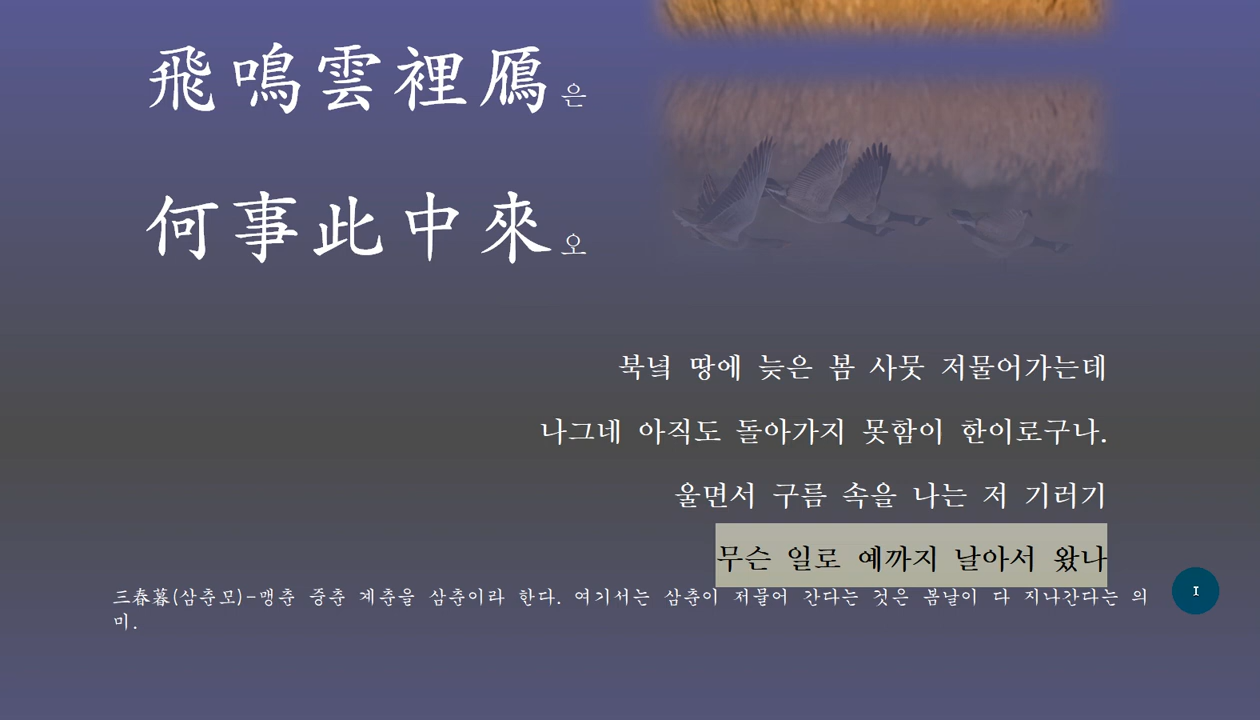 飛鳴雲裡鴈은
何事此中來오
북녘 땅에 늦은 봄 사뭇 저물어가는데
나그네 아직도 돌아가지 못함이 한이로구나.
울면서 구름 속을 나는 저 기러기
무슨 일로 예까지 날아서 왔나
三春暮(삼춘모)-맹춘 중춘 계춘을 삼춘이라 한다. 여기서는 삼춘이 저물어 간다는 것은 봄날이 다 지나간다는 의
미.
1